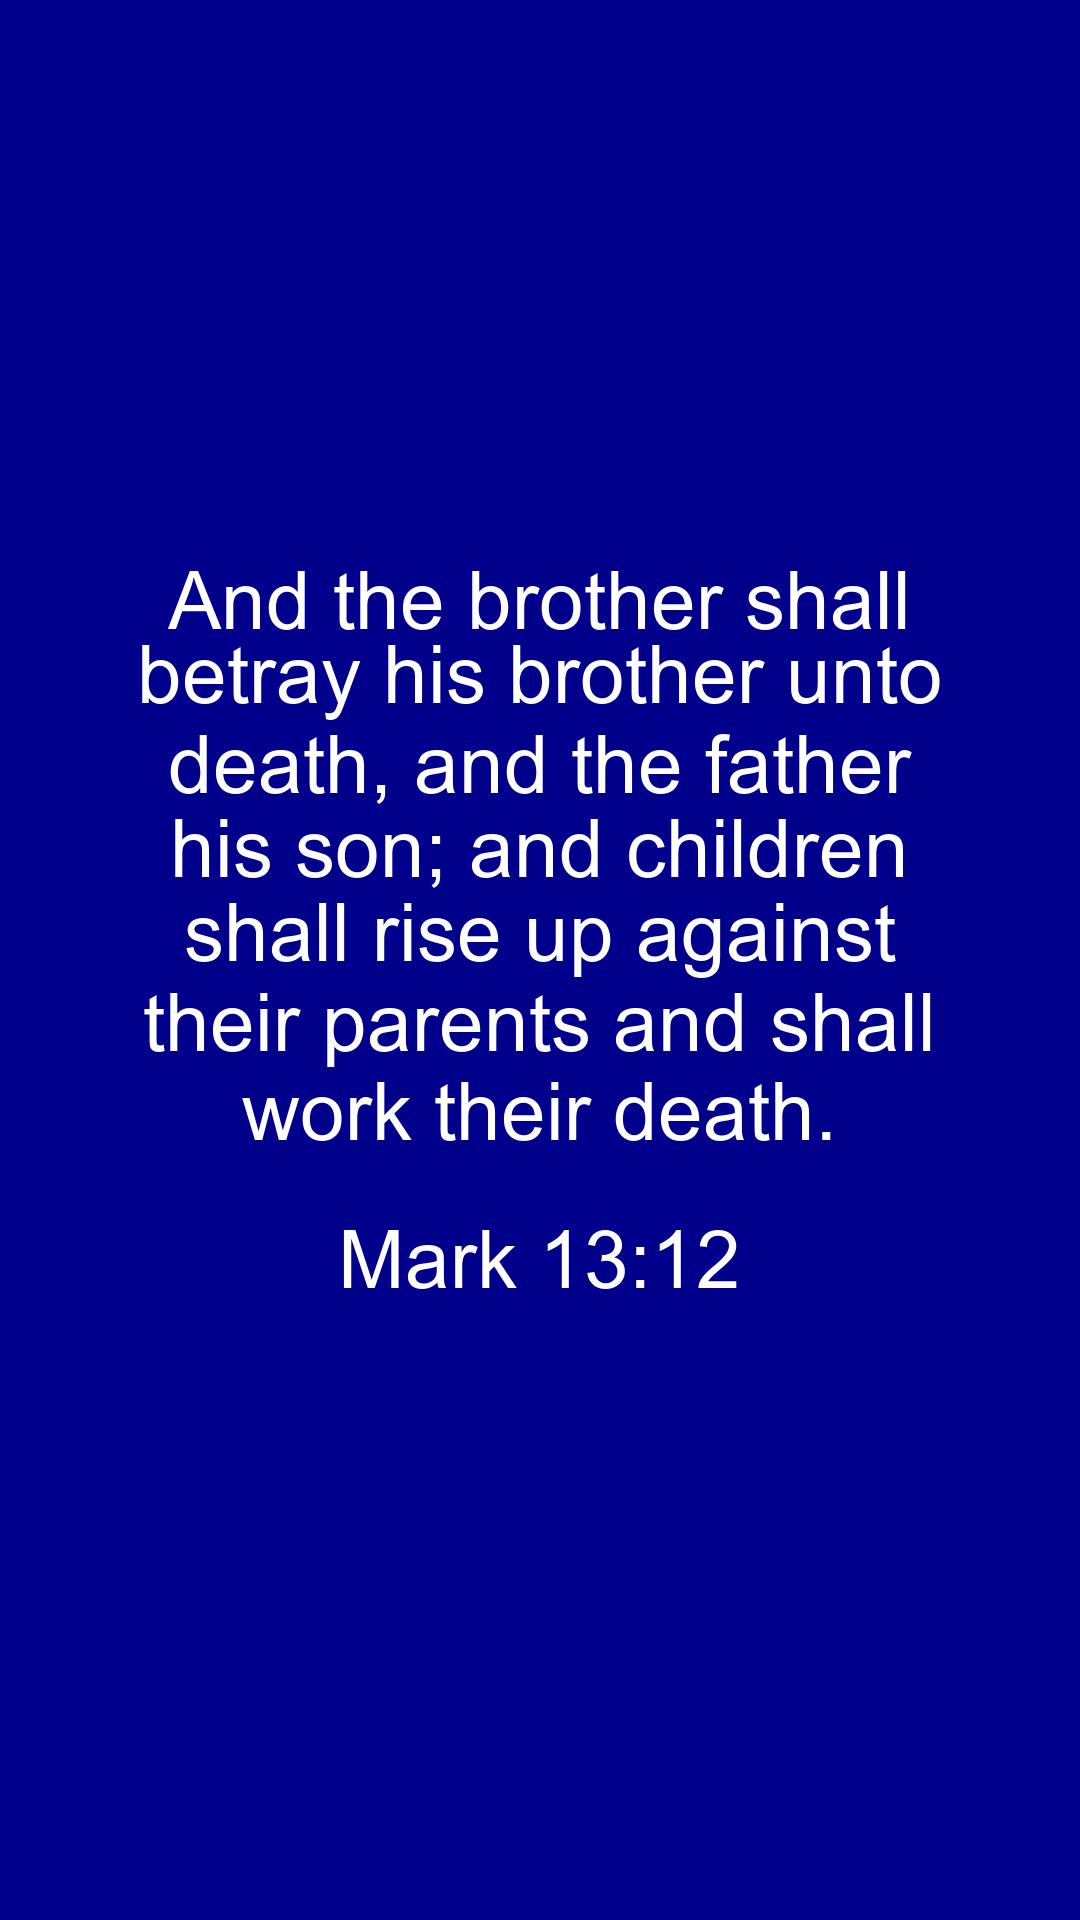 And the brother shall
betray his brother unto
death, and the father
his son; and children
shall rise up against
their parents and shall
work their death.
Mark 13:12